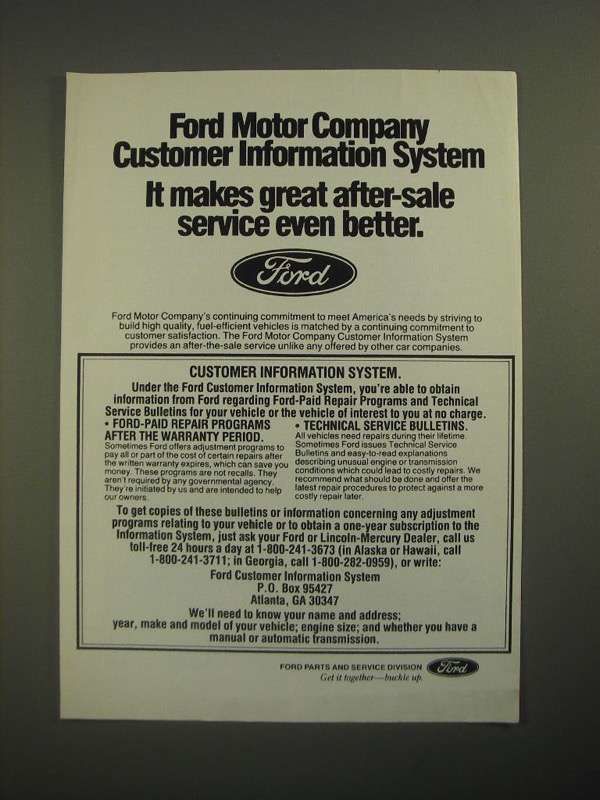 Ford Motor Company
Customer Information System
It makes great after-sale
service even better.
Ford
Ford Motor Company's continuing commitment to meet America's needs by striving to
build high quality, fuel-efficient vehicles is matched by a continuing commitment to
customer satisfaction. The Ford Motor Company Customer Information System
provides an after-the-sale service unlike any offered by other car companies.
CUSTOMER INFORMATION SYSTEM.
Under the Ford Customer Information System, you're able to obtain
information from Ford regarding Ford-Paid Repair Programs and Technical
Service Bulletins for your vehicle or the vehicle of interest to you at no charge.
• FORD-PAID REPAIR PROGRAMS
AFTER THE WARRANTY PERIOD.
Sometimes Ford offers adjustment programs to
pay all or part of the cost of certain repairs after
the written warranty expires, which can save you
money. These programs are not recalls. They
aren't required by any governmental agency.
They're initiated by us and are intended to help
our owners.
• TECHNICAL SERVICE BULLETINS.
All vehicles need repairs during their lifetime.
Sometimes Ford issues Technical Service
Bulletins and easy-to-read explanations
describing unusual engine or transmission
conditions which could lead to costly repairs. We
recommend what should be done and offer the
latest repair procedures to protect against a more
costly repair later.
To get copies of these bulletins or information concerning any adjustment
programs relating to your vehicle or to obtain a one-year subscription to the
Information System, just ask your Ford or Lincoln-Mercury Dealer, call us
toll-free 24 hours a day at 1-800-241-3673 (in Alaska or Hawaii, call
1-800-241-3711; in Georgia, call 1-800-282-0959), or write:
Ford Customer Information System
P.O. Box 95427
Atlanta, GA 30347
We'll need to know your name and address;
year, make and model of your vehicle; engine size; and whether you have a
manual or automatic transmission.
FORD PARTS AND SERVICE DIVISION
Ford
Get it together—buckle up.